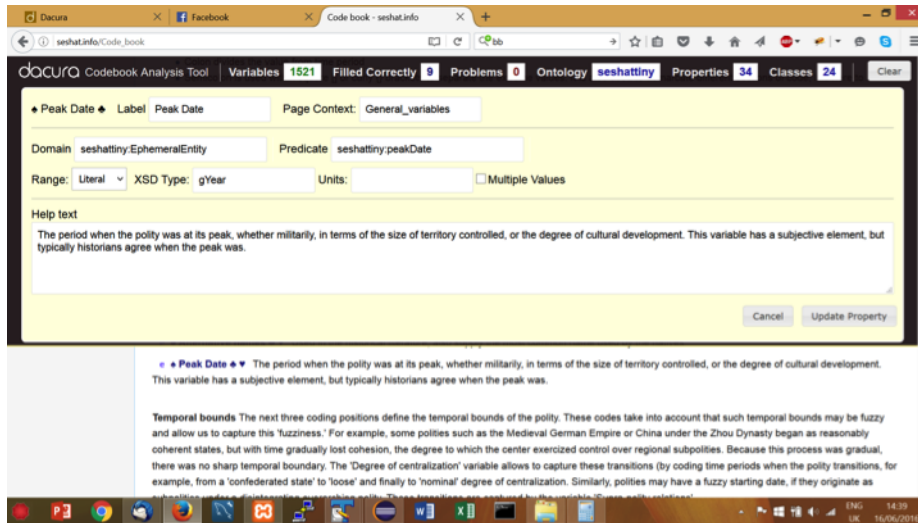 Dacura
Facebook
Code book - seshat.info/
seshat.info/Code_book
bb
dacura Codebook Analysis Tool Variables 1521 Filled Correctly 9 Problems 0 Ontology seshattiny Properties 34 Classes 24 Clear
♠ Peak Date ♣ Label Peak Date Page Context: General_variables
Domain seshattiny:EphemeralEntity Predicate seshattiny:peakDate
Range: Literal XSD Type: gYear Units: Multiple Values
Help text
The period when the polity was at its peak, whether militarily, in terms of the size of territory controlled, or the degree of cultural development. This variable has a subjective element, but
typically historians agree when the peak was.
Cancel Update Property
e ♠ Peak Date ♣ ♥ The period when the polity was at its peak, whether militarily, in terms of the size of territory controlled, or the degree of cultural development.
This variable has a subjective element, but typically historians agree when the peak was.
Temporal bounds The next three coding positions define the temporal bounds of the polity. These codes take into account that such temporal bounds may be fuzzy
and allow us to capture this 'fuzziness.' For example, some polities such as the Medieval German Empire or China under the Zhou Dynasty began as reasonably
coherent states, but with time gradually lost cohesion, the degree to which the center exercized control over regional subpolities. Because this process was gradual,
there was no sharp temporal boundary. The 'Degree of centralization' variable allows to capture these transitions (by coding time periods when the polity transitions, for
example, from a 'confederated state' to 'loose' and finally to 'nominal' degree of centralization. Similarly, polities may have a fuzzy starting date, if they originate as
ENG 14:39
UK 16/06/2016